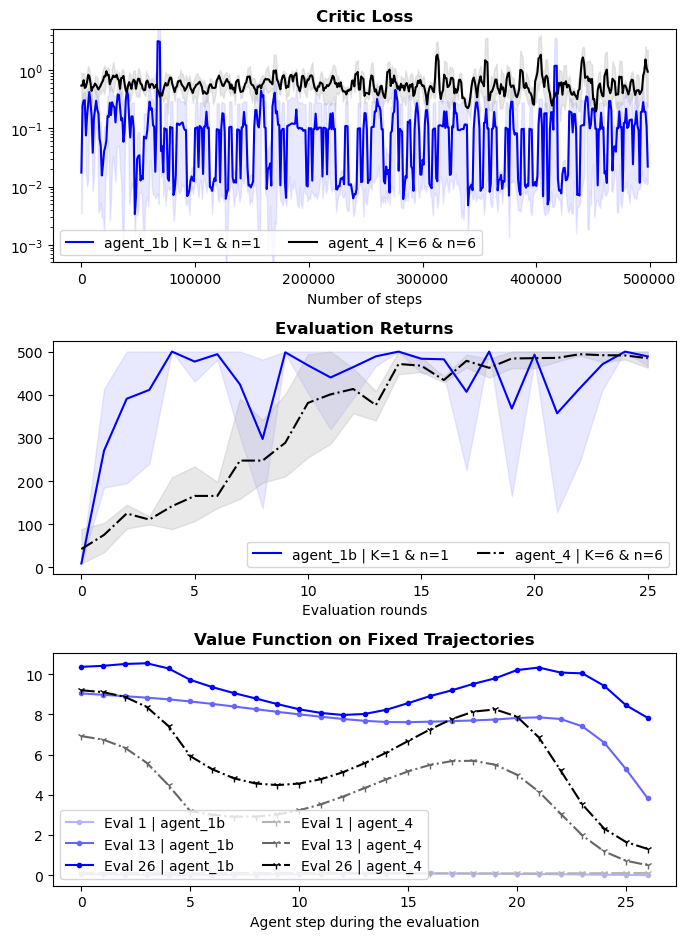 Critic Loss
10⁰
10⁻¹
10⁻²
10⁻³
agent_1b | K=1 & n=1
agent_4 | K=6 & n=6
0 100000 200000 300000 400000 500000
Number of steps
Evaluation Returns
500
400
300
200
100
0
agent_1b | K=1 & n=1
agent_4 | K=6 & n=6
0 5 10 15 20 25
Evaluation rounds
Value Function on Fixed Trajectories
10
8
6
4
2
0
Eval 1 | agent_1b
Eval 13 | agent_1b
Eval 26 | agent_1b
Eval 1 | agent_4
Eval 13 | agent_4
Eval 26 | agent_4
0 5 10 15 20 25
Agent step during the evaluation